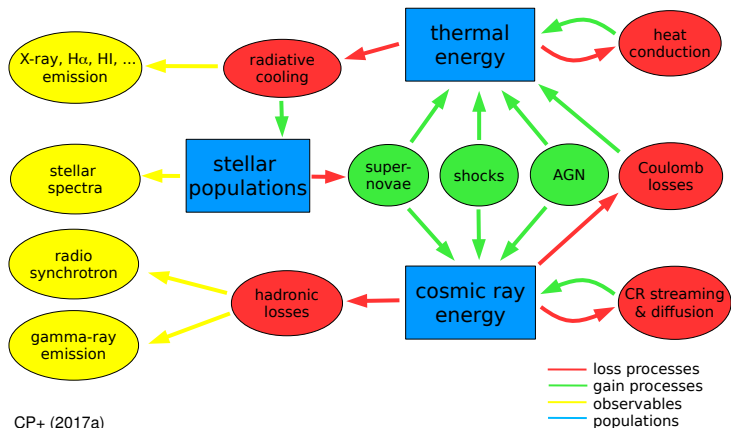 X-ray, Hα, HI, ...
emission
radiative
cooling
thermal
energy
heat
conduction
stellar
spectra
stellar
populations
super-
novae
shocks
AGN
Coulomb
losses
radio
synchrotron
hadronic
losses
cosmic ray
energy
CR streaming
& diffusion
gamma-ray
emission
loss processes
gain processes
observables
populations
CP+ (2017a)